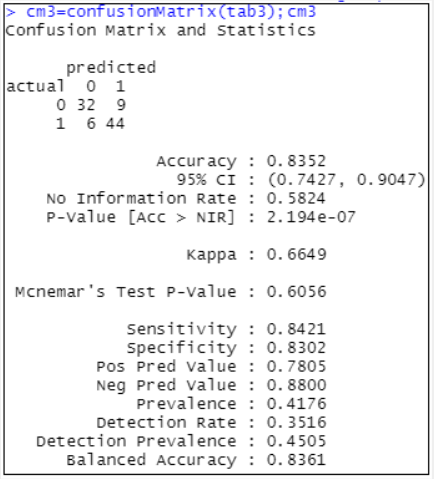 > cm3=confusionMatrix(tab3);cm3
Confusion Matrix and Statistics
predicted
actual 0 1
0 32 9
1 6 44
Accuracy : 0.8352
95% CI : (0.7427, 0.9047)
No Information Rate : 0.5824
P-Value [Acc > NIR] : 2.194e-07
Kappa : 0.6649
Mcnemar's Test P-Value : 0.6056
Sensitivity : 0.8421
Specificity : 0.8302
Pos Pred Value : 0.7805
Neg Pred Value : 0.8800
Prevalence : 0.4176
Detection Rate : 0.3516
Detection Prevalence : 0.4505
Balanced Accuracy : 0.8361